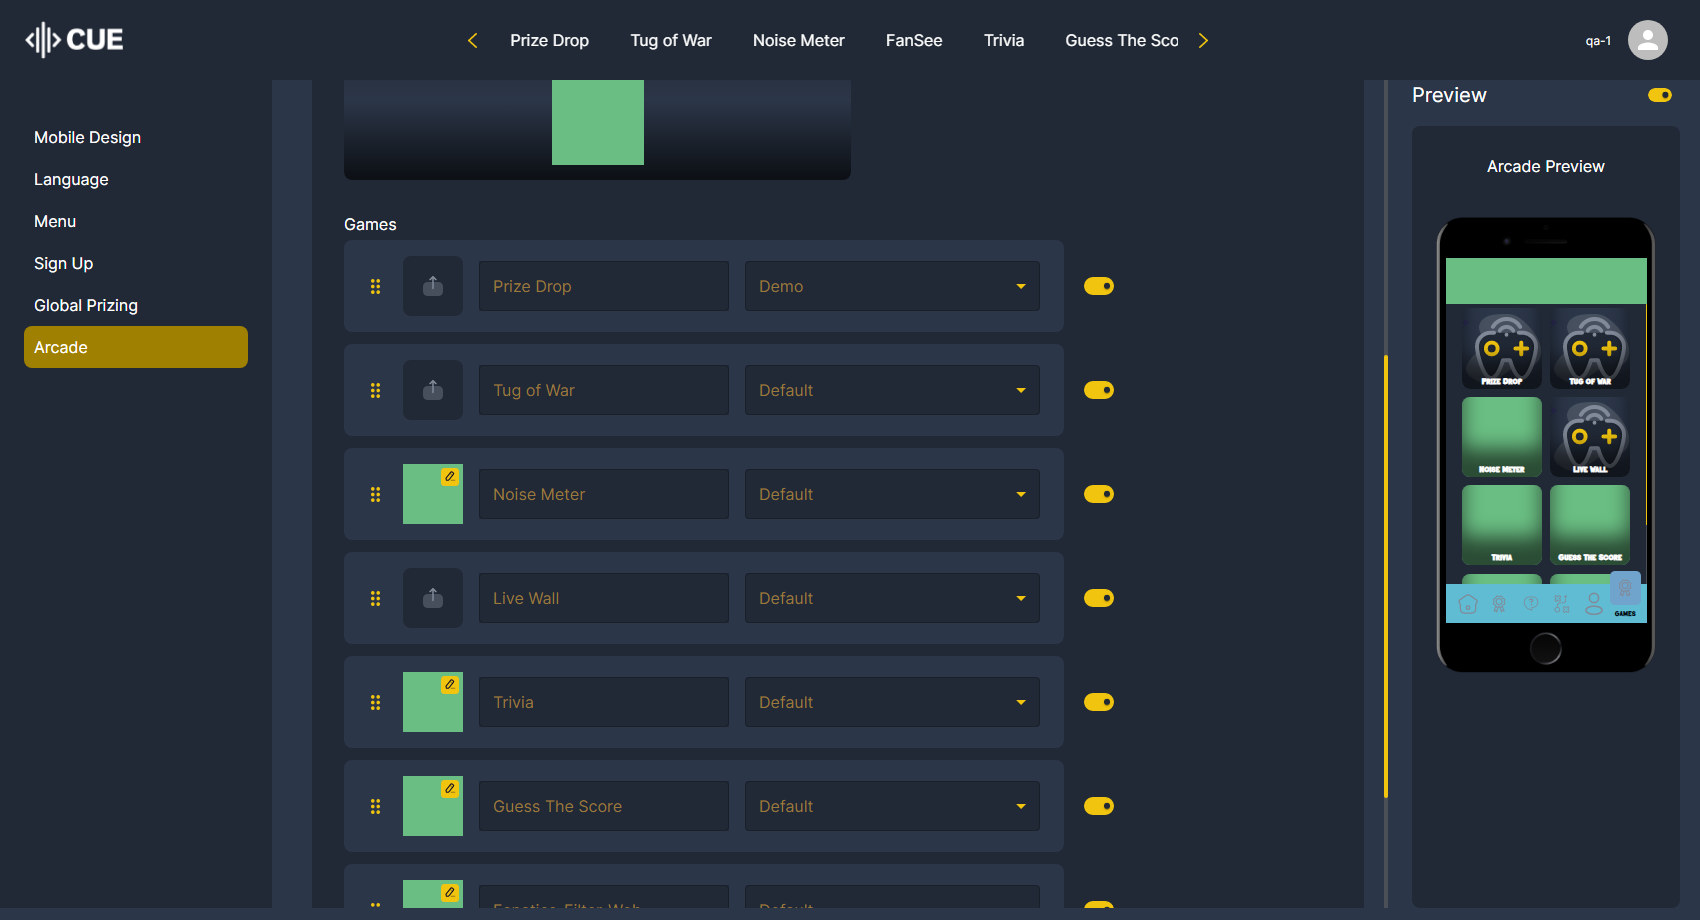 CUE
Prize Drop
Tug of War
Noise Meter
FanSee
Trivia
Guess The Sco
qa-1
Mobile Design
Language
Menu
Sign Up
Global Prizing
Arcade
Games
Prize Drop
Demo
Tug of War
Default
Noise Meter
Default
Live Wall
Default
Trivia
Default
Guess The Score
Default
Preview
Arcade Preview
Prize Drop
Tug of War
Noise Meter
Live Wall
Trivia
Guess The Score
GAMES